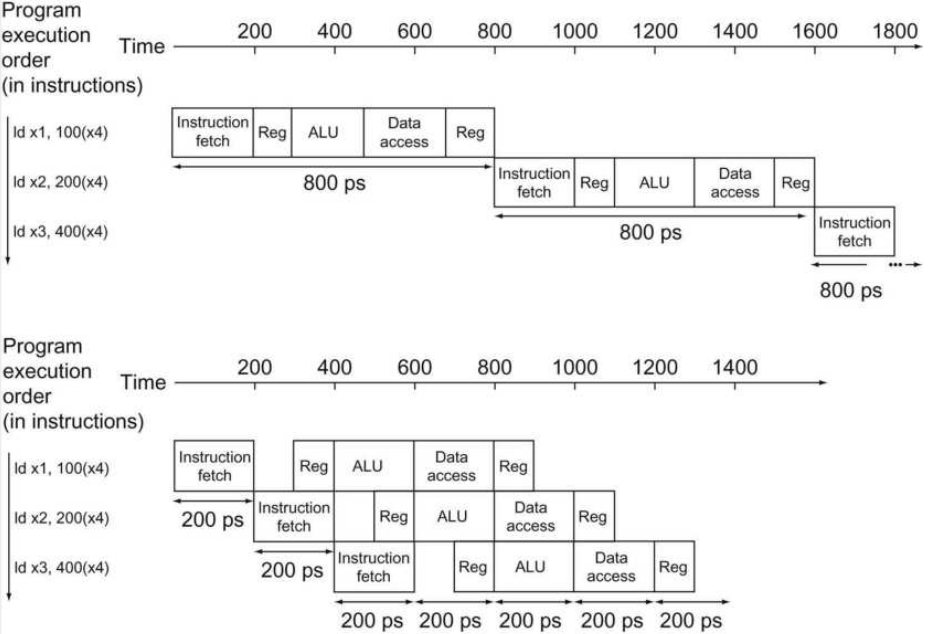 Program
execution
order
(in instructions)
Time
200 400 600 800 1000 1200 1400 1600 1800
ld x1, 100(x4)
Instruction
fetch
Reg
ALU
Data
access
Reg
800 ps
ld x2, 200(x4)
Instruction
fetch
Reg
ALU
Data
access
Reg
800 ps
ld x3, 400(x4)
Instruction
fetch
...
800 ps
Program
execution
order
(in instructions)
Time
200 400 600 800 1000 1200 1400
ld x1, 100(x4)
Instruction
fetch
Reg
ALU
Data
access
Reg
200 ps
ld x2, 200(x4)
Instruction
fetch
Reg
ALU
Data
access
Reg
200 ps
ld x3, 400(x4)
Instruction
fetch
Reg
ALU
Data
access
Reg
200 ps 200 ps 200 ps 200 ps 200 ps